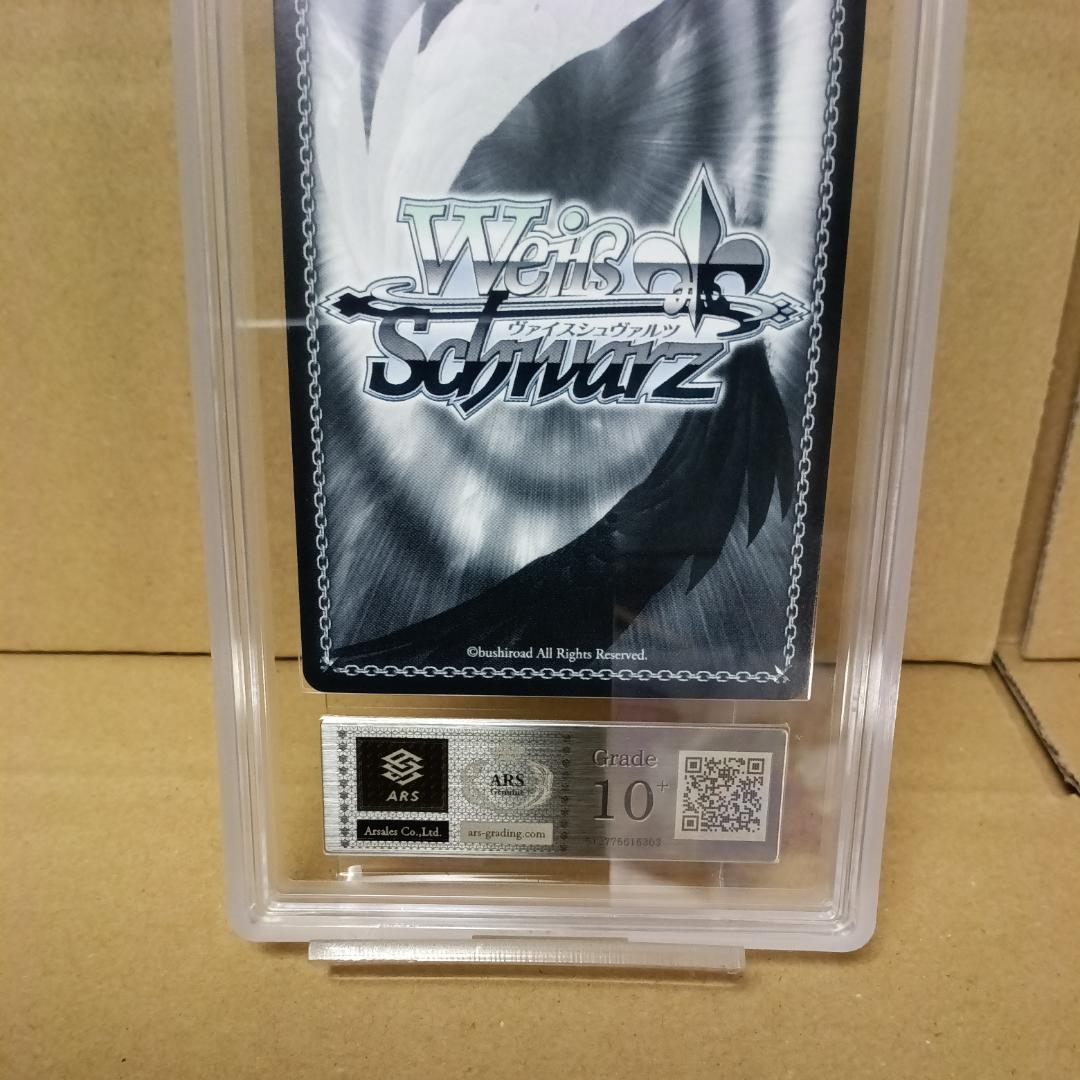 Weiß
ヴァイスシュヴァルツ
Schwarz
©bushiroad All Rights Reserved.
ARS
Arsales Co.,Ltd.
ARS
Genuine
ars-grading.com
Grade
10+